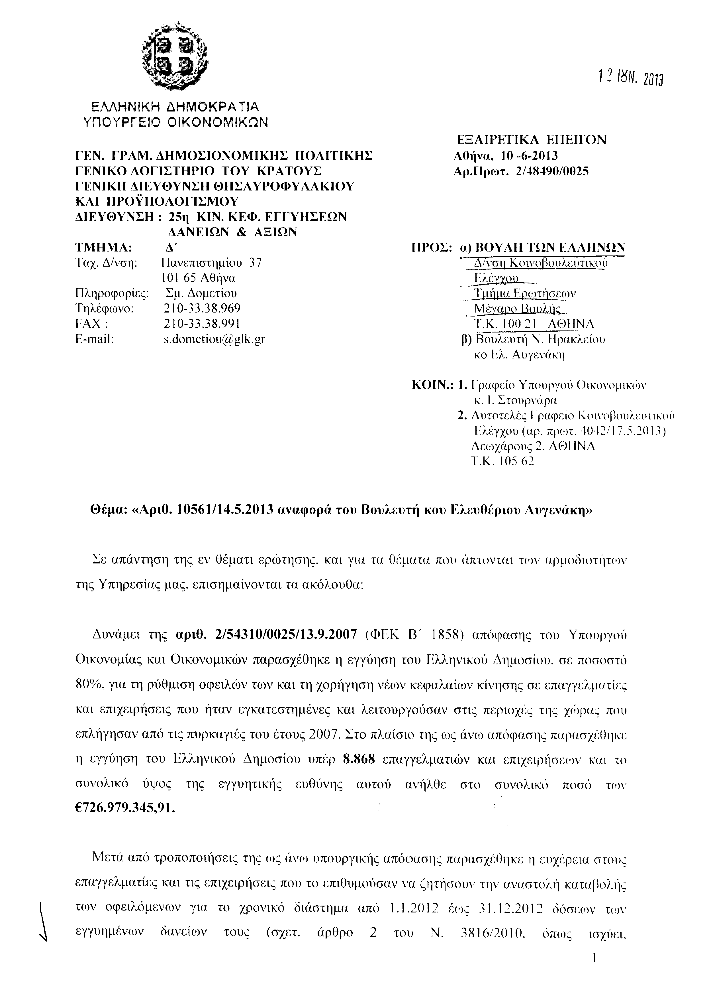 12 ΙΟΥΝ. 2013
ΕΛΛΗΝΙΚΗ ΔΗΜΟΚΡΑΤΙΑ
ΥΠΟΥΡΓΕΙΟ ΟΙΚΟΝΟΜΙΚΩΝ
ΓΕΝ. ΓΡΑΜ. ΔΗΜΟΣΙΟΝΟΜΙΚΗΣ ΠΟΛΙΤΙΚΗΣ
ΓΕΝΙΚΟ ΛΟΓΙΣΤΗΡΙΟ ΤΟΥ ΚΡΑΤΟΥΣ
ΓΕΝΙΚΗ ΔΙΕΥΘΥΝΣΗ ΘΗΣΑΥΡΟΦΥΛΑΚΙΟΥ
ΚΑΙ ΠΡΟΫΠΟΛΟΓΙΣΜΟΥ
ΔΙΕΥΘΥΝΣΗ : 25η ΚΙΝ. ΚΕΦ. ΕΓΓΥΗΣΕΩΝ
ΔΑΝΕΙΩΝ & ΑΞΙΩΝ
ΤΜΗΜΑ: Δ΄
Ταχ. Δ/νση: Πανεπιστημίου 37
101 65 Αθήνα
Πληροφορίες: Σμ. Δομετίου
Τηλέφωνο: 210-33.38.969
FAX : 210-33.38.991
E-mail: s.dometiou@glk.gr
ΕΞΑΙΡΕΤΙΚΑ ΕΠΕΙΓΟΝ
Αθήνα, 10 -6-2013
Αρ.Πρωτ. 2/48490/0025
ΠΡΟΣ: α) ΒΟΥΛΗ ΤΩΝ ΕΛΛΗΝΩΝ
Δ/νση Κοινοβουλευτικού
Ελέγχου
Τμήμα Ερωτήσεων
Μέγαρο Βουλής
Τ.Κ. 100 21 ΑΘΗΝΑ
β) Βουλευτή Ν. Ηρακλείου
κο Ελ. Αυγενάκη
ΚΟΙΝ.: 1. Γραφείο Υπουργού Οικονομικών
κ. Ι. Στουρνάρα
2. Αυτοτελές Γραφείο Κοινοβουλευτικού
Ελέγχου (αρ. πρωτ. 4042/17.5.2013)
Λεωχάρους 2. ΑΘΗΝΑ
Τ.Κ. 105 62
Θέμα: «Αριθ. 10561/14.5.2013 αναφορά του Βουλευτή κου Ελευθέριου Αυγενάκη»
Σε απάντηση της εν θέματι ερώτησης, και για τα θέματα που άπτονται των αρμοδιοτήτων
της Υπηρεσίας μας, επισημαίνονται τα ακόλουθα:
Δυνάμει της αριθ. 2/54310/0025/13.9.2007 (ΦΕΚ Β΄ 1858) απόφασης του Υπουργού
Οικονομίας και Οικονομικών παρασχέθηκε η εγγύηση του Ελληνικού Δημοσίου, σε ποσοστό
80%, για τη ρύθμιση οφειλών των και τη χορήγηση νέων κεφαλαίων κίνησης σε επαγγελματίες
και επιχειρήσεις που ήταν εγκατεστημένες και λειτουργούσαν στις περιοχές της χώρας που
επλήγησαν από τις πυρκαγιές του έτους 2007. Στο πλαίσιο της ως άνω απόφασης παρασχέθηκε
η εγγύηση του Ελληνικού Δημοσίου υπέρ 8.868 επαγγελματιών και επιχειρήσεων και το
συνολικό ύψος της εγγυητικής ευθύνης αυτού ανήλθε στο συνολικό ποσό των
€726.979.345,91.
Μετά από τροποποιήσεις της ως άνω υπουργικής απόφασης παρασχέθηκε η ευχέρεια στους
επαγγελματίες και τις επιχειρήσεις που το επιθυμούσαν να ζητήσουν την αναστολή καταβολής
των οφειλόμενων για το χρονικό διάστημα από 1.1.2012 έως 31.12.2012 δόσεων των
εγγυημένων δανείων τους (σχετ. άρθρο 2 του Ν. 3816/2010, όπως ισχύει,
1